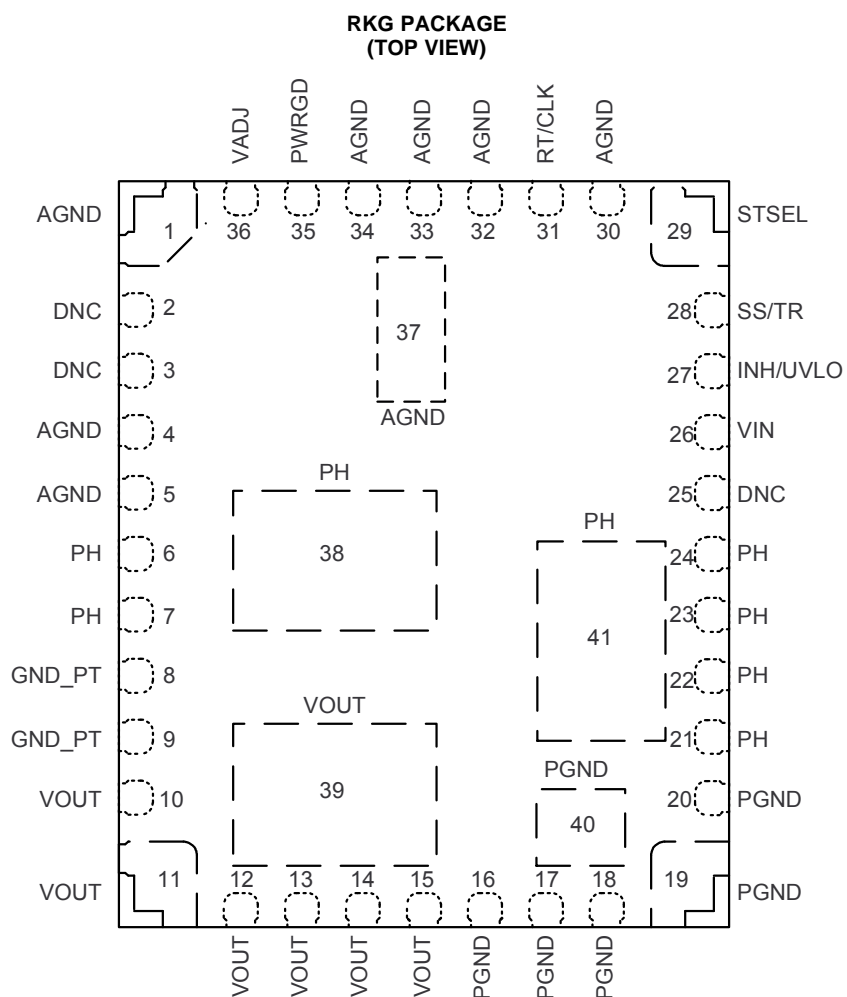 RKG PACKAGE
(TOP VIEW)
VADJ
PWRGD
AGND
AGND
AGND
RT/CLK
AGND
AGND
1
36
35
34
33
32
31
30
29
STSEL
DNC
2
28
SS/TR
37
DNC
3
27
INH/UVLO
AGND
AGND
4
26
VIN
PH
AGND
5
25
DNC
PH
PH
6
38
24
PH
PH
7
23
PH
41
GND_PT
8
22
PH
VOUT
GND_PT
9
21
PH
PGND
VOUT
10
39
20
PGND
40
VOUT
11
12
13
14
15
16
17
18
19
PGND
VOUT
VOUT
VOUT
VOUT
PGND
PGND
PGND